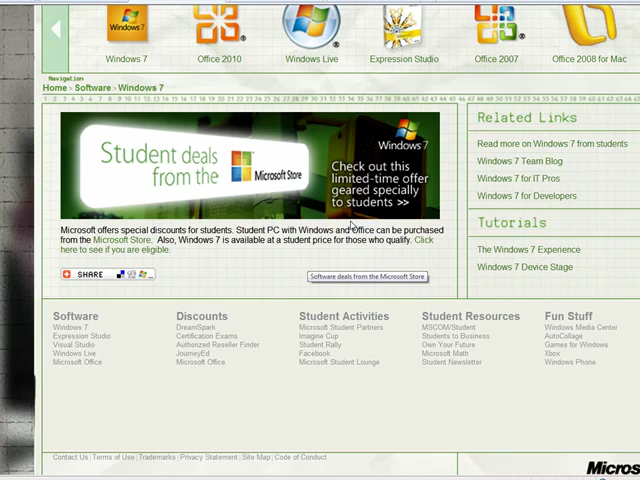 Windows 7
Office 2010
Windows Live
Expression Studio
Office 2007
Office 2008 for Mac
Navigation
Home > Software > Windows 7
Student deals
from the
Microsoft Store
Windows 7
Check out this
limited-time offer
geared specially
to students >>
Microsoft offers special discounts for students. Student PC with Windows and Office can be purchased
from the Microsoft Store. Also, Windows 7 is available at a student price for those who qualify. Click
here to see if you are eligible.
SHARE
Software deals from the Microsoft Store
Related Links
Read more on Windows 7 from students
Windows 7 Team Blog
Windows 7 for IT Pros
Windows 7 for Developers
Tutorials
The Windows 7 Experience
Windows 7 Device Stage
Software
Windows 7
Expression Studio
Visual Studio
Windows Live
Microsoft Office
Discounts
DreamSpark
Certification Exams
Authorized Reseller Finder
JourneyEd
Microsoft Office
Student Activities
Microsoft Student Partners
Imagine Cup
Student Rally
Facebook
Microsoft Student Lounge
Student Resources
MSCOM/Student
Students to Business
Own Your Future
Microsoft Math
Student Newsletter
Fun Stuff
Windows Media Center
AutoCollage
Games for Windows
Xbox
Windows Phone
Contact Us | Terms of Use | Trademarks | Privacy Statement | Site Map | Code of Conduct
Micros